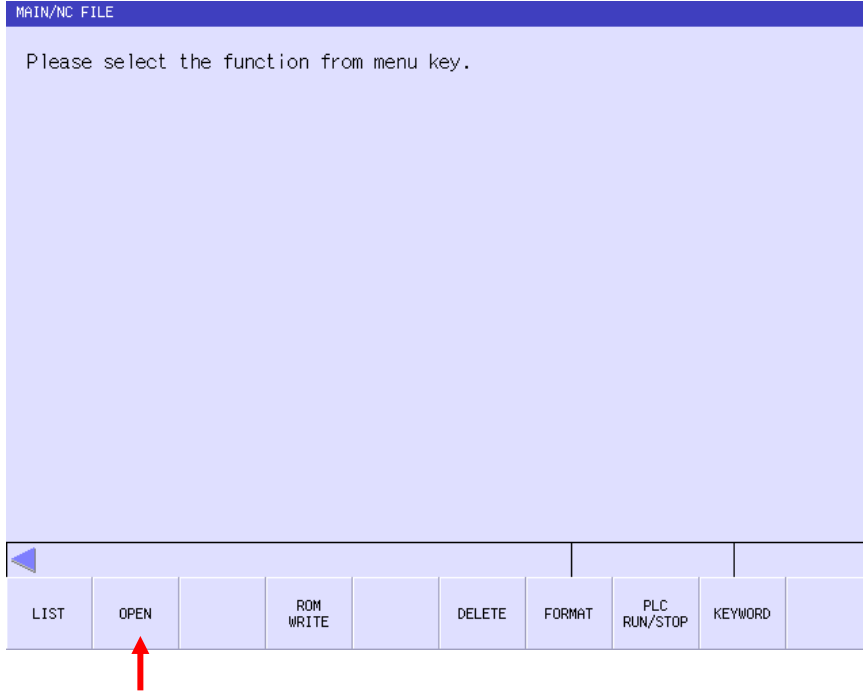 MAIN/NC FILE
Please select the function from menu key.
LIST
OPEN
ROM
WRITE
DELETE
FORMAT
PLC
RUN/STOP
KEYWORD